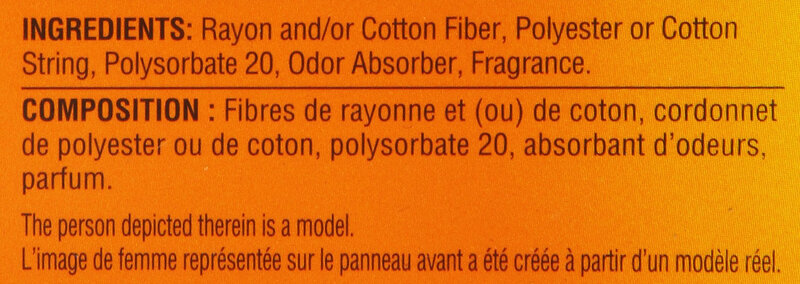 INGREDIENTS: Rayon and/or Cotton Fiber, Polyester or Cotton
String, Polysorbate 20, Odor Absorber, Fragrance.
COMPOSITION : Fibres de rayonne et (ou) de coton, cordonnet
de polyester ou de coton, polysorbate 20, absorbant d'odeurs,
parfum.
The person depicted therein is a model.
L'image de femme représentée sur le panneau avant a été créée à partir d'un modèle réel.